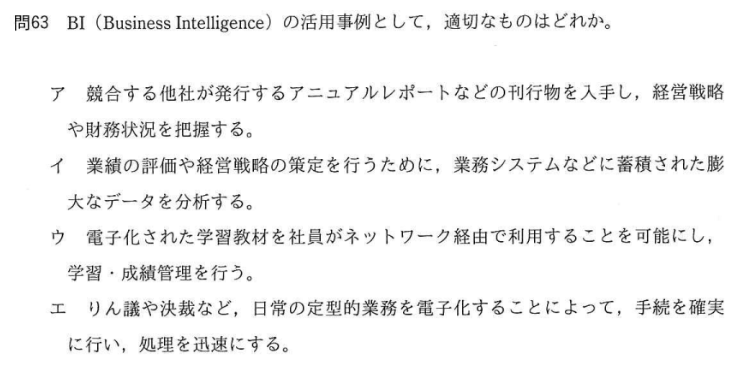 問63 BI（Business Intelligence）の活用事例として，適切なものはどれか。
ア 競合する他社が発行するアニュアルレポートなどの刊行物を入手し，経営戦略
や財務状況を把握する。
イ 業績の評価や経営戦略の策定を行うために，業務システムなどに蓄積された膨
大なデータを分析する。
ウ 電子化された学習教材を社員がネットワーク経由で利用することを可能にし，
学習・成績管理を行う。
エ りん議や決裁など，日常の定型的業務を電子化することによって，手続を確実
に行い，処理を迅速にする。